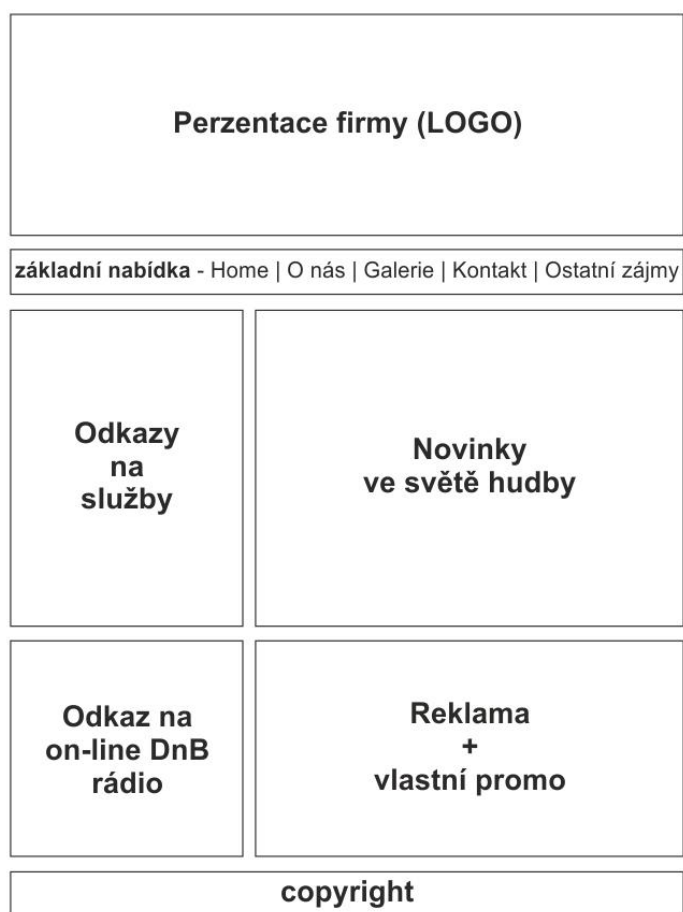 Perzentace firmy (LOGO)
základní nabídka - Home | O nás | Galerie | Kontakt | Ostatní zájmy
Odkazy
na
služby
Novinky
ve světě hudby
Odkaz na
on-line DnB
rádio
Reklama
+
vlastní promo
copyright